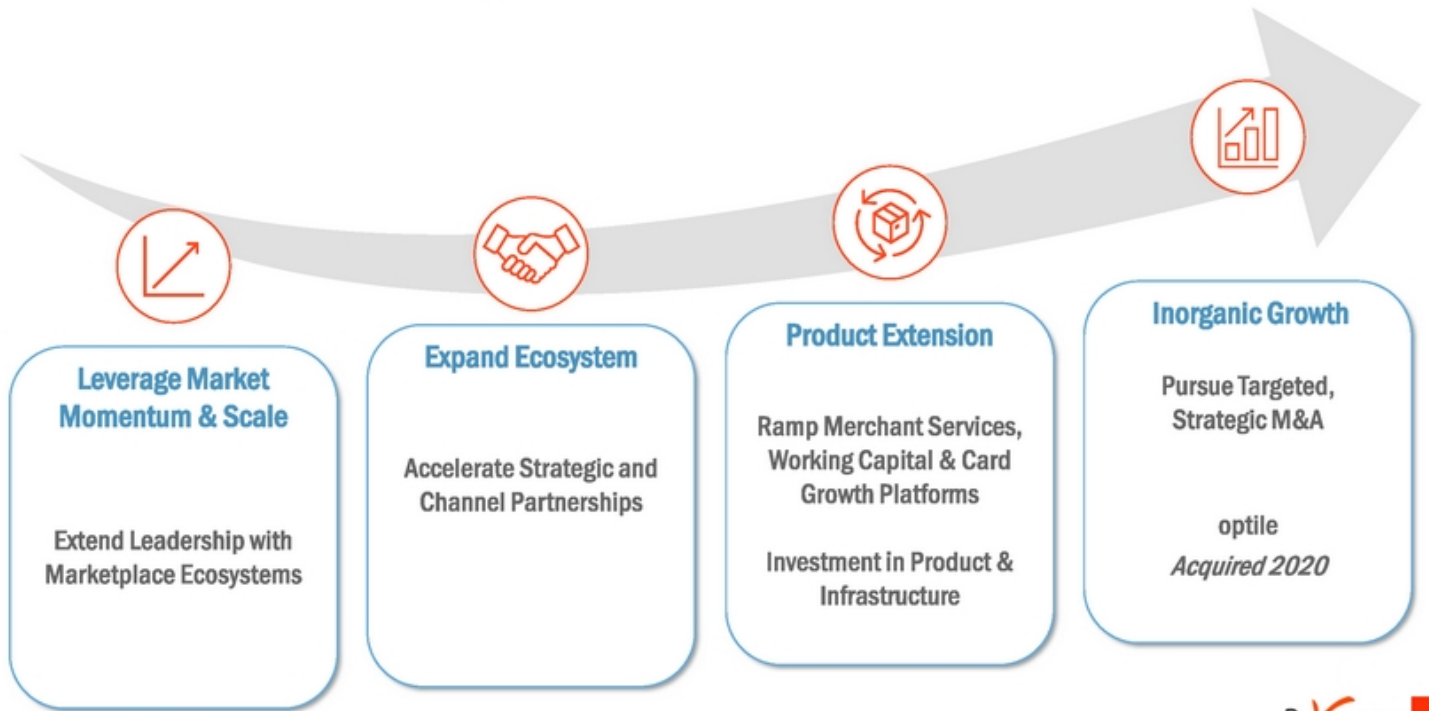 Leverage Market
Momentum & Scale
Extend Leadership with
Marketplace Ecosystems
Expand Ecosystem
Accelerate Strategic and
Channel Partnerships
Product Extension
Ramp Merchant Services,
Working Capital & Card
Growth Platforms
Investment in Product &
Infrastructure
Inorganic Growth
Pursue Targeted,
Strategic M&A
optile
Acquired 2020